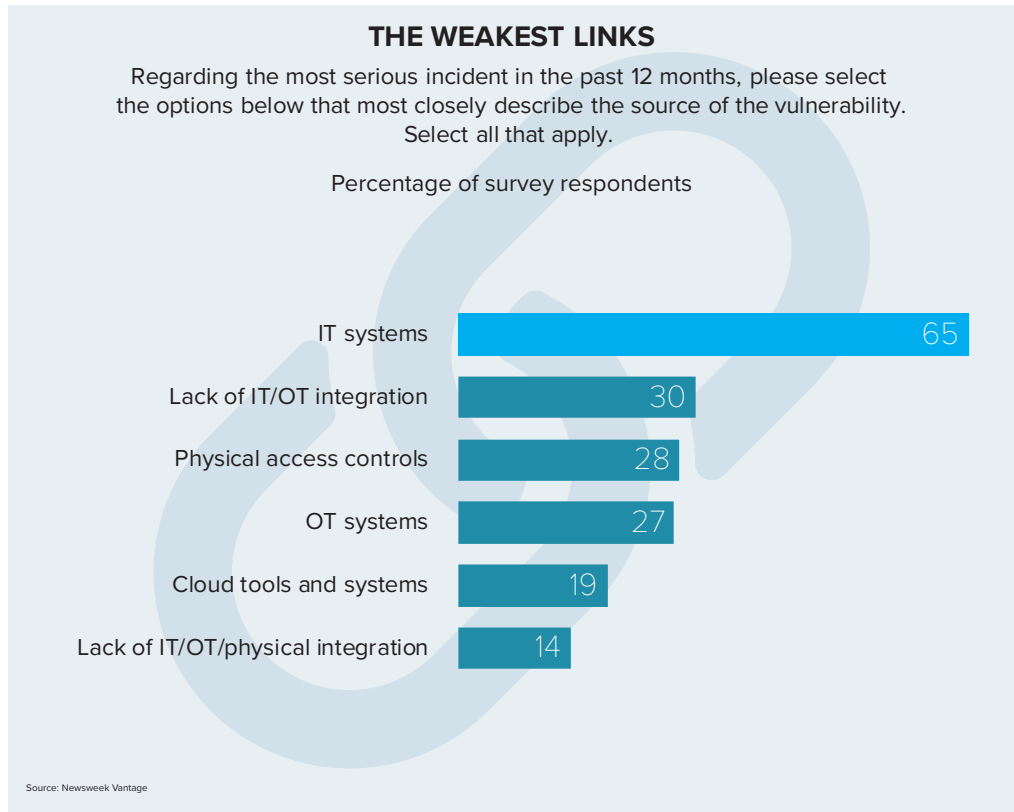 THE WEAKEST LINKS
Regarding the most serious incident in the past 12 months, please select
the options below that most closely describe the source of the vulnerability.
Select all that apply.
Percentage of survey respondents
IT systems 65
Lack of IT/OT integration 30
Physical access controls 28
OT systems 27
Cloud tools and systems 19
Lack of IT/OT/physical integration 14
Source: Newsweek Vantage